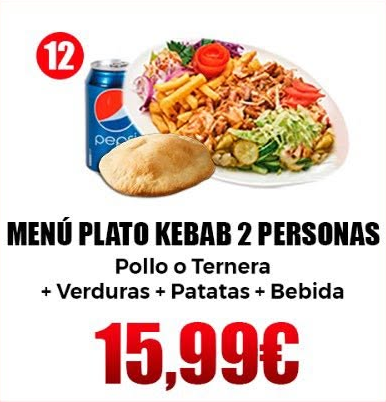 12
pepsi
MENÚ PLATO KEBAB 2 PERSONAS
Pollo o Ternera
+ Verduras + Patatas + Bebida
15,99€